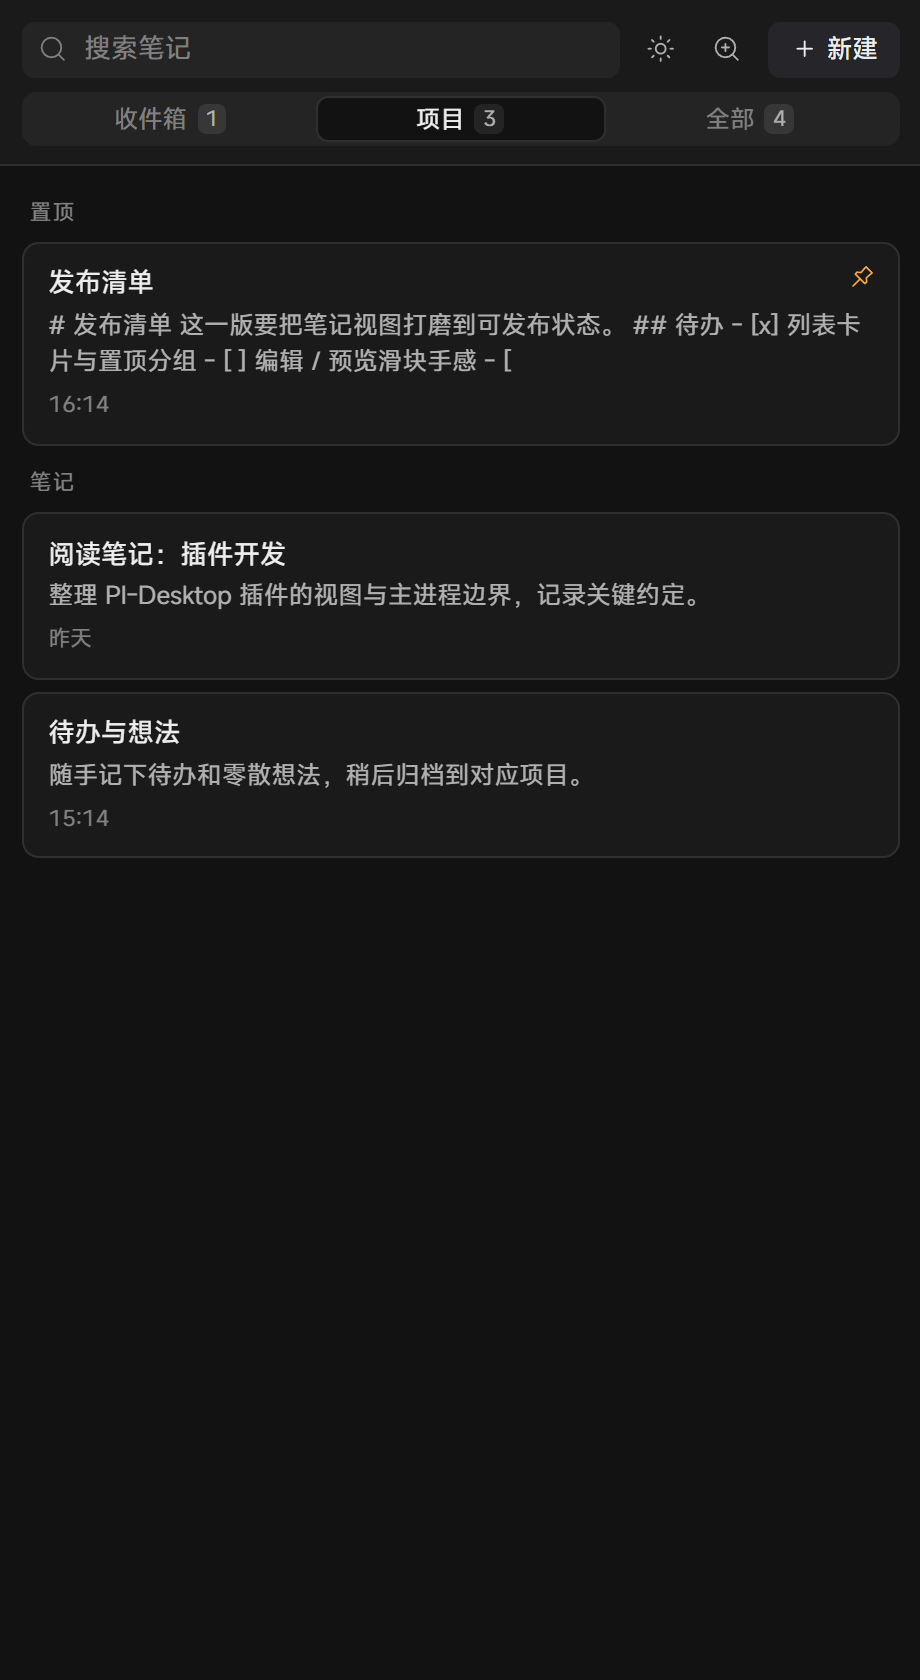 搜索笔记
+ 新建
收件箱 1
项目 3
全部 4
置顶
发布清单
# 发布清单 这一版要把笔记视图打磨到可发布状态。 ## 待办 - [x] 列表卡
片与置顶分组 - [ ] 编辑 / 预览滑块手感 - [
16:14
笔记
阅读笔记：插件开发
整理 PI-Desktop 插件的视图与主进程边界，记录关键约定。
昨天
待办与想法
随手记下待办和零散想法，稍后归档到对应项目。
15:14